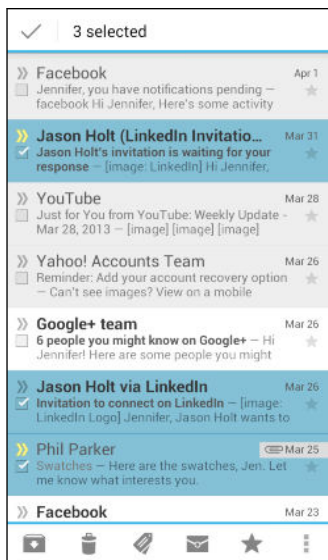 3 selected
Facebook Apr 1
Jennifer, you have notifications pending –
facebook Hi Jennifer, Here's some activity
Jason Holt (LinkedIn Invitatio... Mar 31
Jason Holt's invitation is waiting for your
response – [image: LinkedIn] Hi Jennifer,
YouTube Mar 28
Just for You from YouTube: Weekly Update -
Mar 28, 2013 – [image] [image] [image]
Yahoo! Accounts Team Mar 26
Reminder: Add your account recovery option
– Can't see images? View on a mobile
Google+ team Mar 26
6 people you might know on Google+ – Hi
Jennifer! Here are some people you might
Jason Holt via LinkedIn Mar 26
Invitation to connect on LinkedIn – [image:
LinkedIn Logo] Jennifer, Jason Holt wants to
Phil Parker Mar 25
Swatches – Here are the swatches, Jen. Let
me know what interests you.
Facebook Mar 23